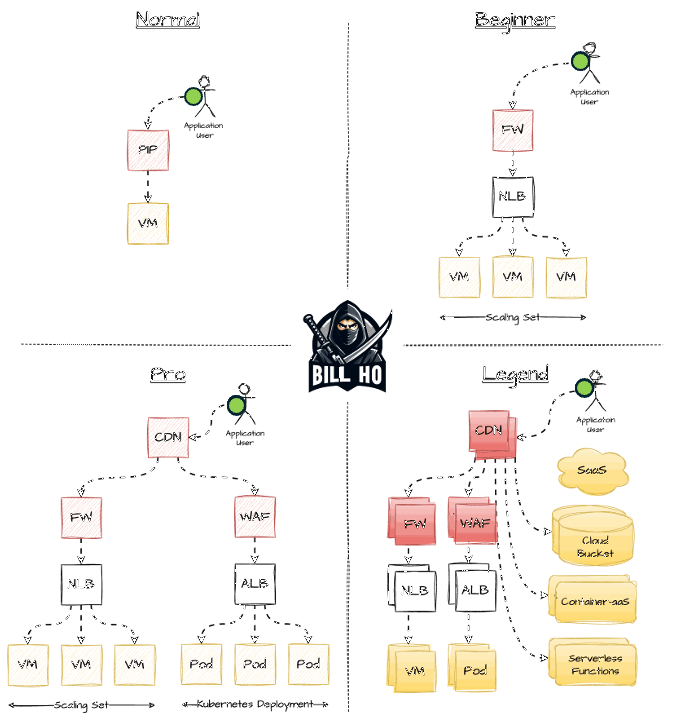 Normal
Application
User
PIP
VM
Beginner
Application
User
FW
NLB
VM VM VM
Scaling Set
BILL HO
Pro
Application
User
CDN
FW WAF
NLB ALB
VM VM VM Pod Pod Pod
Scaling Set Kubernetes Deployment
Legend
Application
User
CDN
SaaS
FW WAF
Cloud
Bucket
NLB ALB
Container-aaS
VM Pod
Serverless
Functions